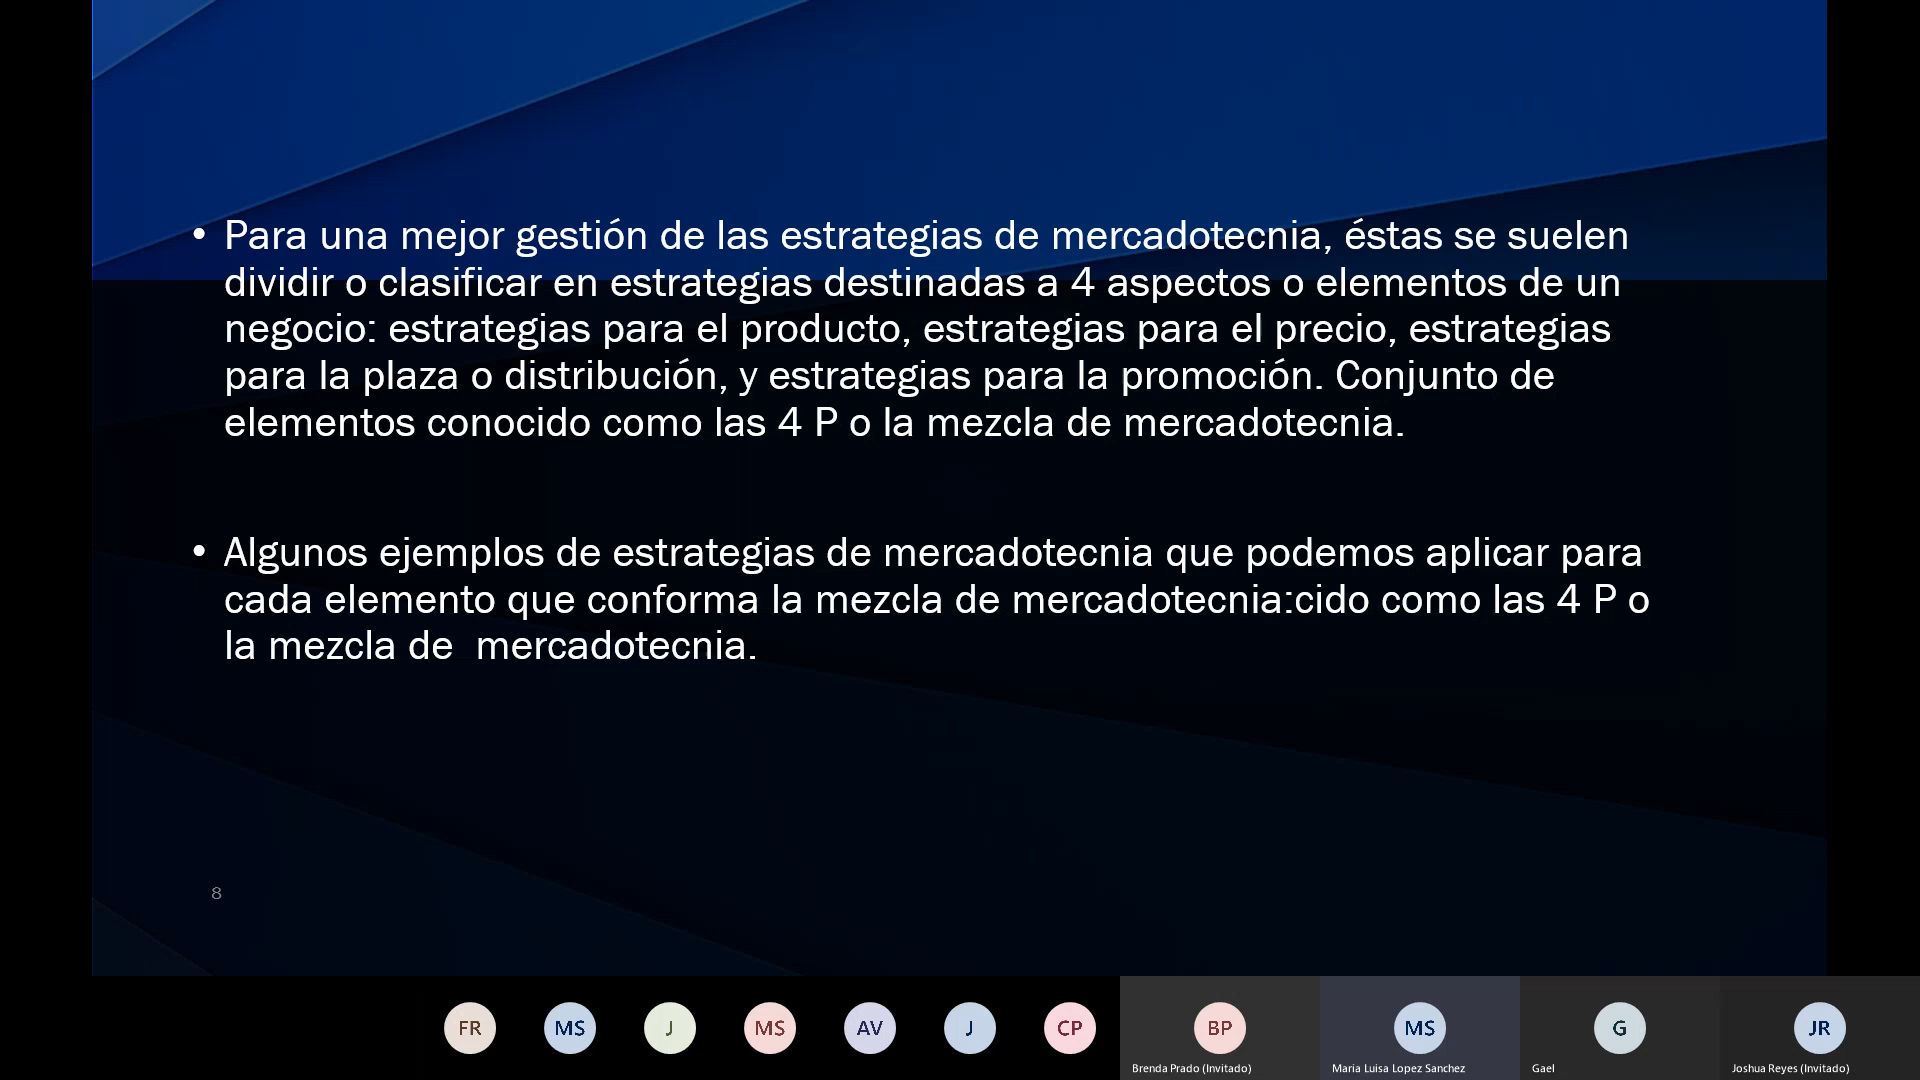 • Para una mejor gestión de las estrategias de mercadotecnia, éstas se suelen
dividir o clasificar en estrategias destinadas a 4 aspectos o elementos de un
negocio: estrategias para el producto, estrategias para el precio, estrategias
para la plaza o distribución, y estrategias para la promoción. Conjunto de
elementos conocido como las 4 P o la mezcla de mercadotecnia.
• Algunos ejemplos de estrategias de mercadotecnia que podemos aplicar para
cada elemento que conforma la mezcla de mercadotecnia:cido como las 4 P o
la mezcla de  mercadotecnia.
8
FR MS J MS AV J CP BP MS G JR
Brenda Prado (Invitado) Maria Luisa Lopez Sanchez Gael Joshua Reyes (Invitado)